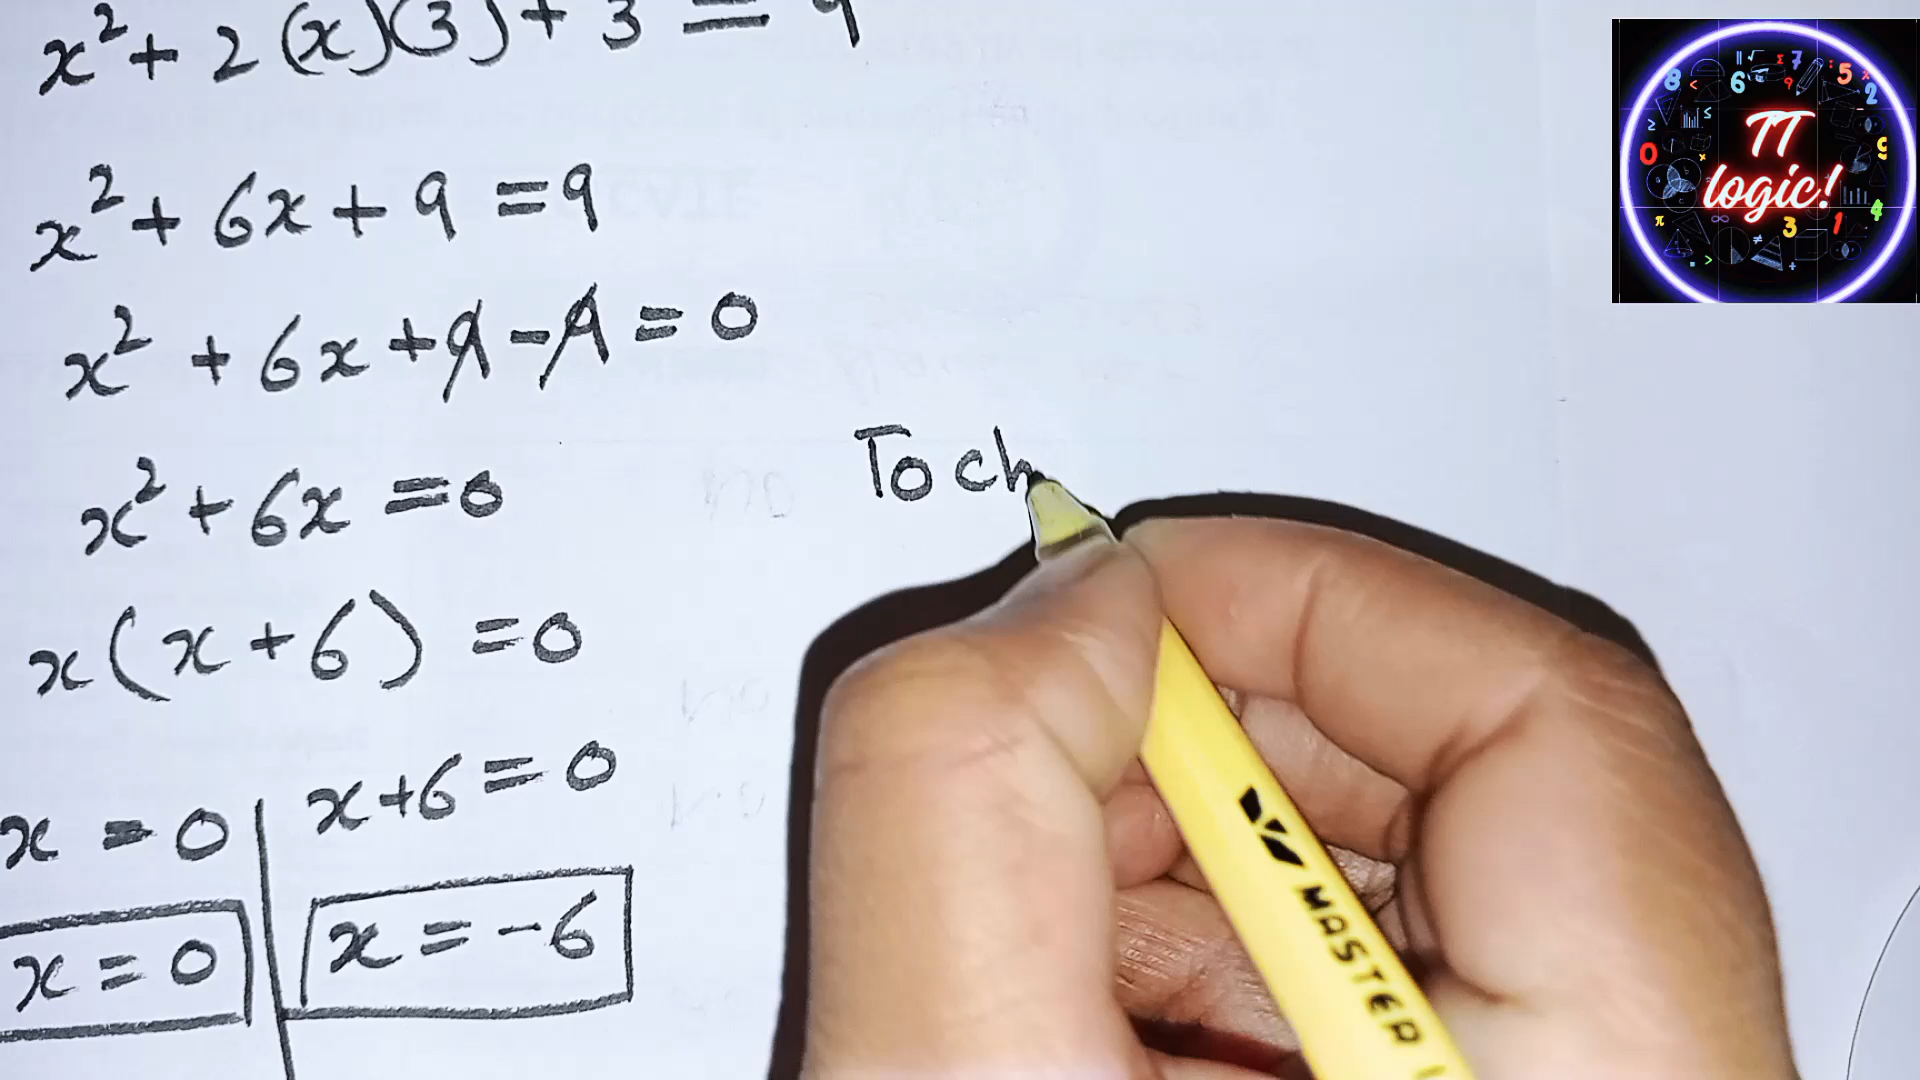 x² + 2(x)(3) + 3 = 9
x² + 6x + 9 = 9
x² + 6x + 9 - 9 = 0
x² + 6x = 0
x(x + 6) = 0
x = 0
x + 6 = 0
x = 0
x = -6
To ch
MASTER
TT
logic!